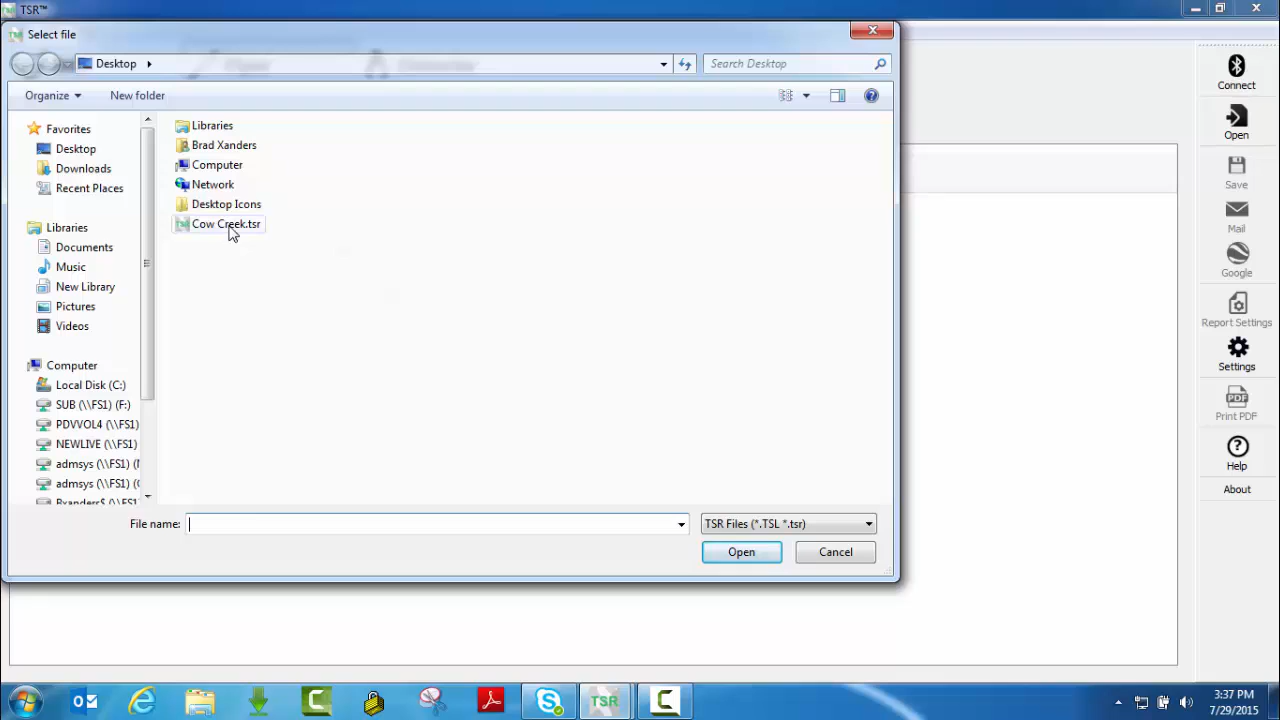 TSR™
Select file
Desktop
Search Desktop
Organize
New folder
Favorites
Desktop
Downloads
Recent Places
Libraries
Documents
Music
New Library
Pictures
Videos
Computer
Local Disk (C:)
SUB (\\FS1) (F:)
PDVVOL4 (\\FS1)
NEWLIVE (\\FS1)
admsys (\\FS1) (
admsys (\\FS1) (
Bxanders$ (\\FS1
Libraries
Brad Xanders
Computer
Network
Desktop Icons
Cow Creek.tsr
File name:
TSR Files (*.TSL *.tsr)
Open
Cancel
Connect
Open
Save
Mail
Google
Report Settings
Settings
PDF
Print PDF
Help
About
TSR
3:37 PM
7/29/2015